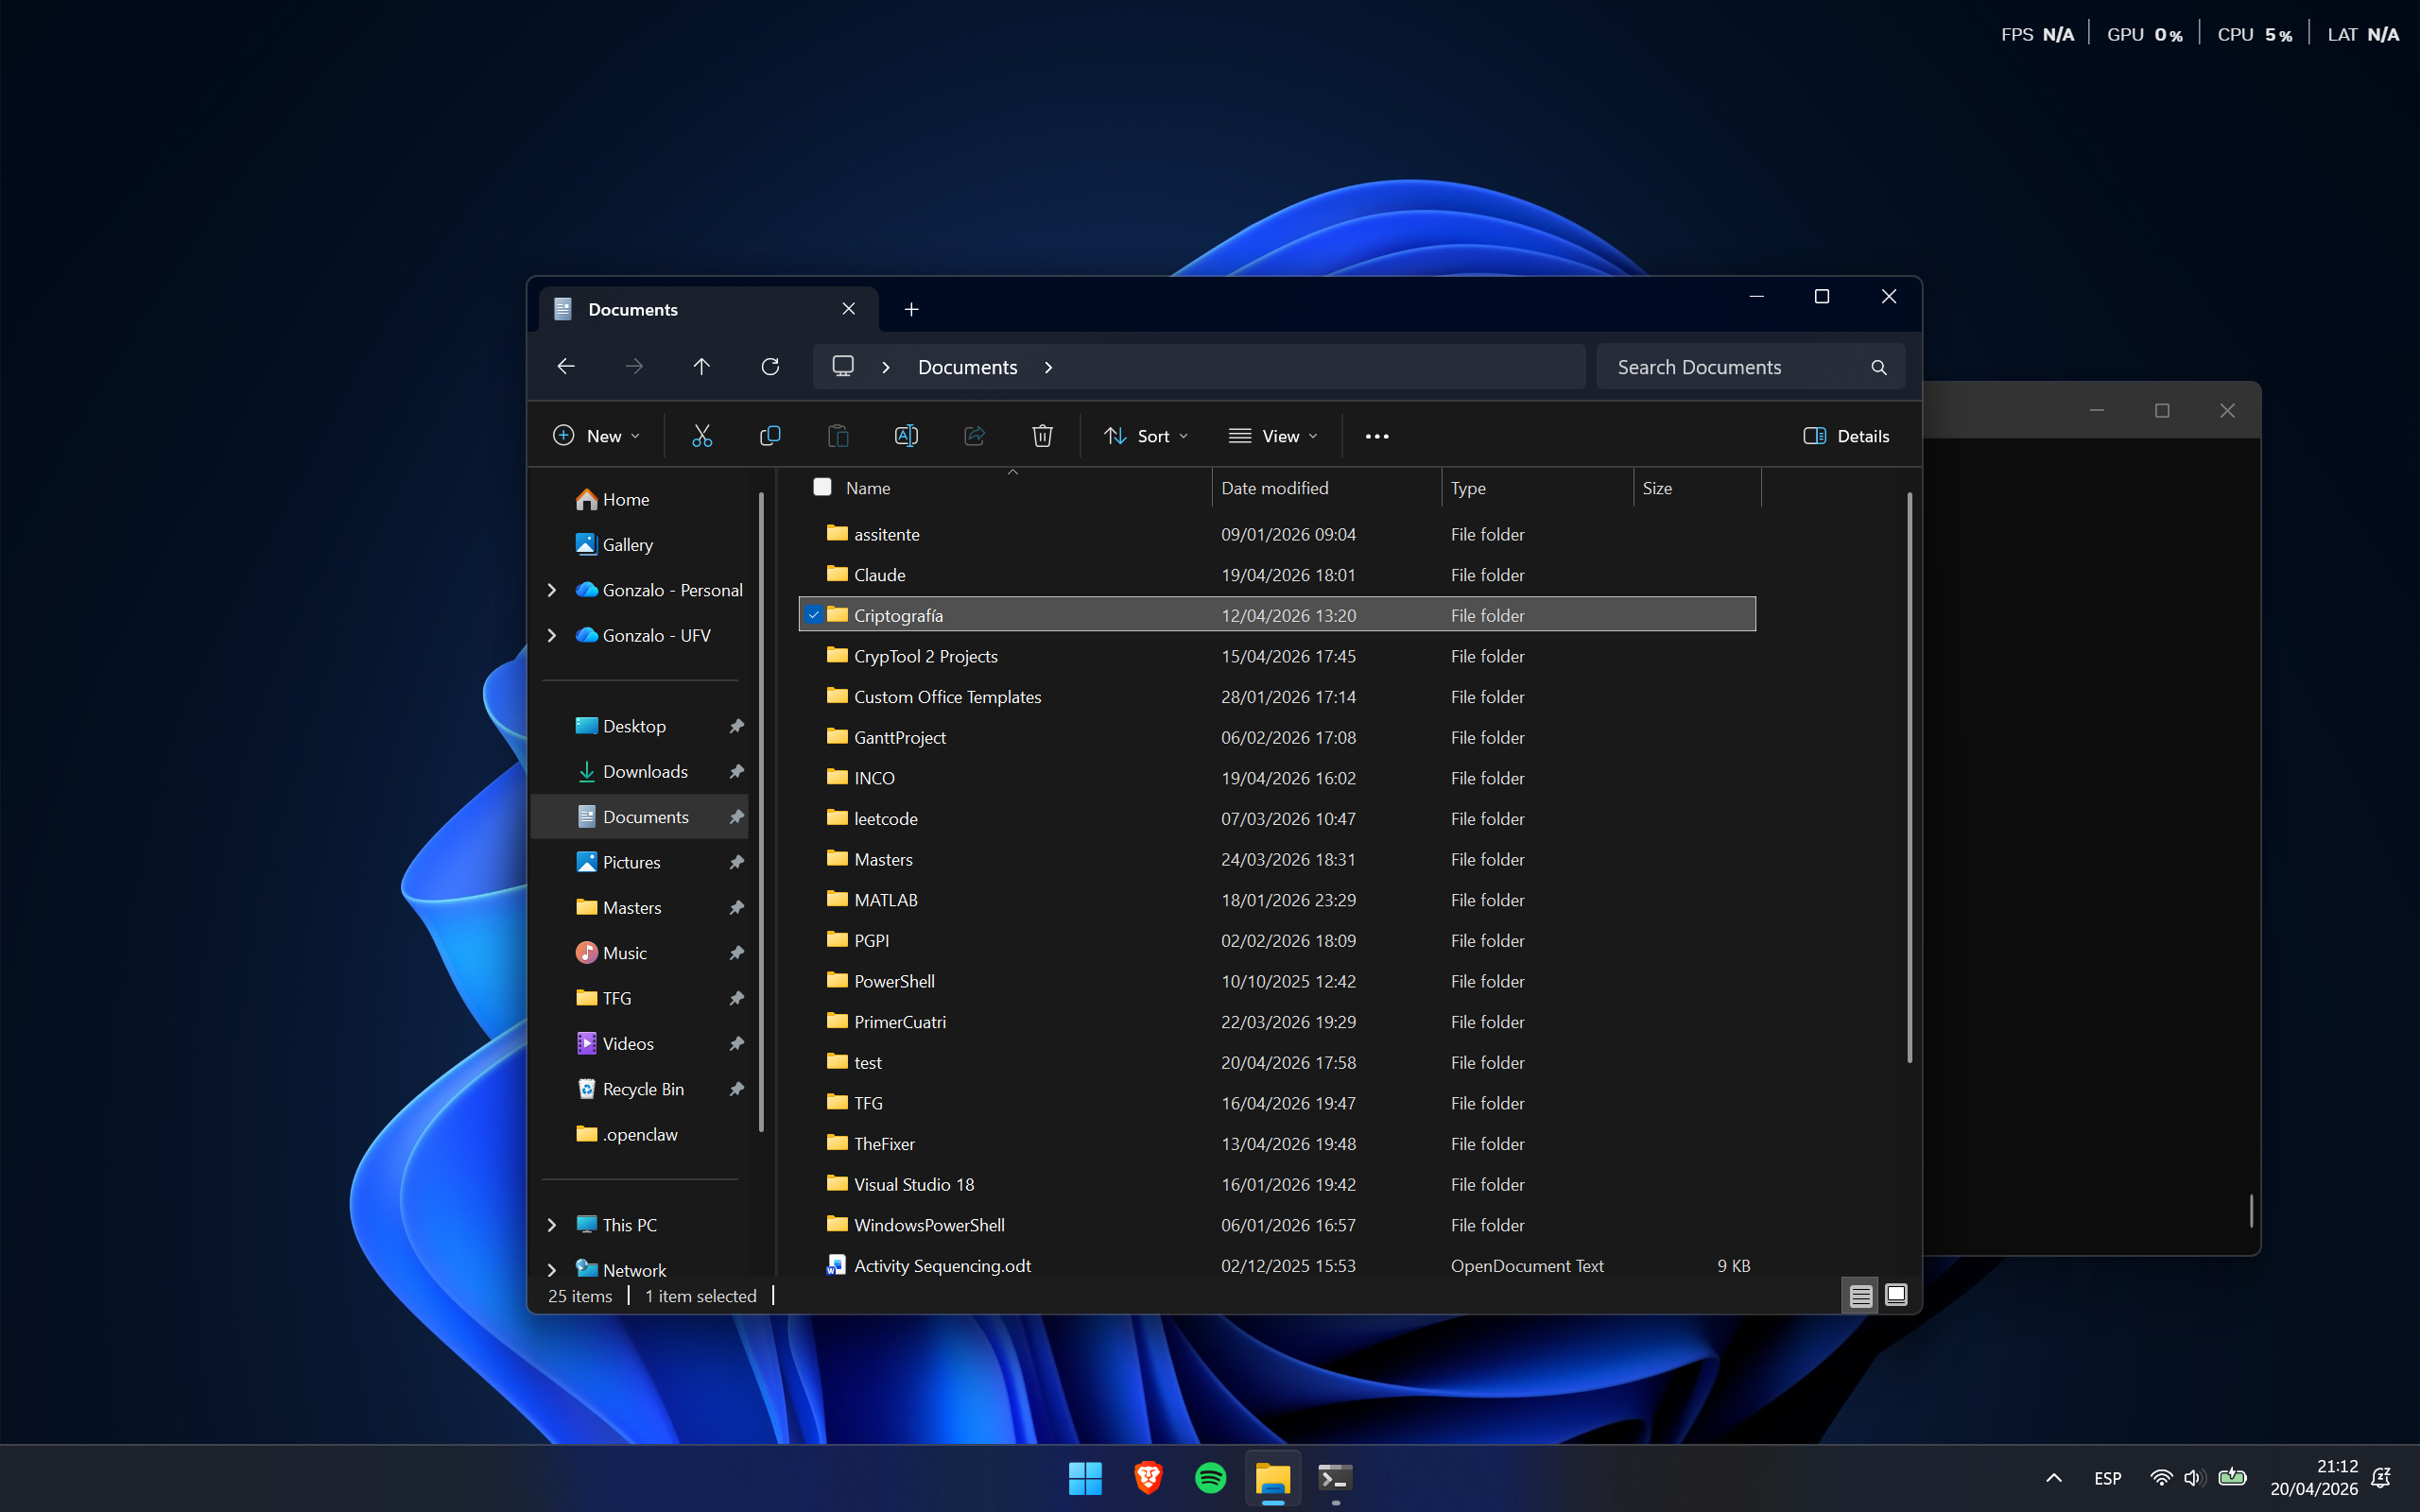 FPS N/A GPU 0% CPU 5% LAT N/A
Documents
Documents
Search Documents
New Sort View Details
Name Date modified Type Size
Home
Gallery
Gonzalo - Personal
Gonzalo - UFV
Desktop
Downloads
Documents
Pictures
Masters
Music
TFG
Videos
Recycle Bin
.openclaw
This PC
Network
assitente 09/01/2026 09:04 File folder
Claude 19/04/2026 18:01 File folder
Criptografía 12/04/2026 13:20 File folder
CrypTool 2 Projects 15/04/2026 17:45 File folder
Custom Office Templates 28/01/2026 17:14 File folder
GanttProject 06/02/2026 17:08 File folder
INCO 19/04/2026 16:02 File folder
leetcode 07/03/2026 10:47 File folder
Masters 24/03/2026 18:31 File folder
MATLAB 18/01/2026 23:29 File folder
PGPI 02/02/2026 18:09 File folder
PowerShell 10/10/2025 12:42 File folder
PrimerCuatri 22/03/2026 19:29 File folder
test 20/04/2026 17:58 File folder
TFG 16/04/2026 19:47 File folder
TheFixer 13/04/2026 19:48 File folder
Visual Studio 18 16/01/2026 19:42 File folder
WindowsPowerShell 06/01/2026 16:57 File folder
Activity Sequencing.odt 02/12/2025 15:53 OpenDocument Text 9 KB
25 items 1 item selected
ESP
21:12
20/04/2026